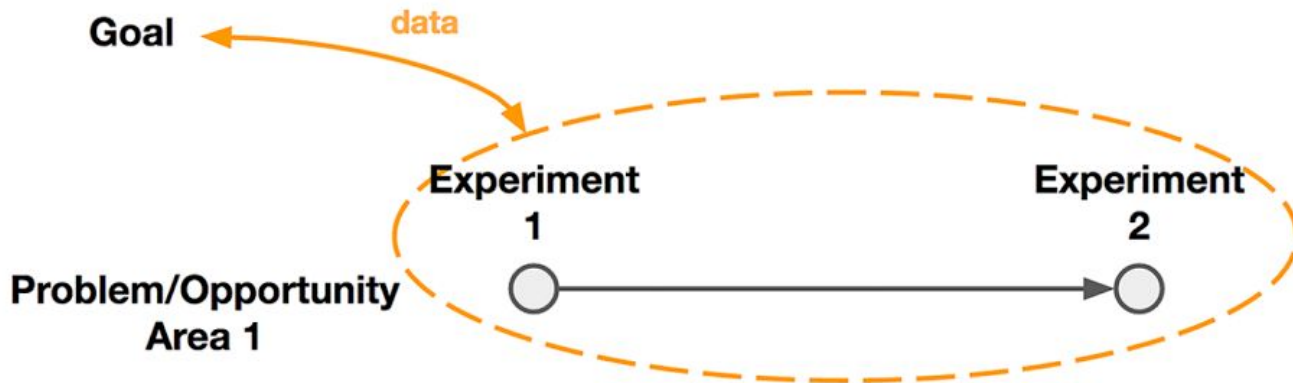 Goal
data
Experiment
1
Experiment
2
Problem/Opportunity
Area 1